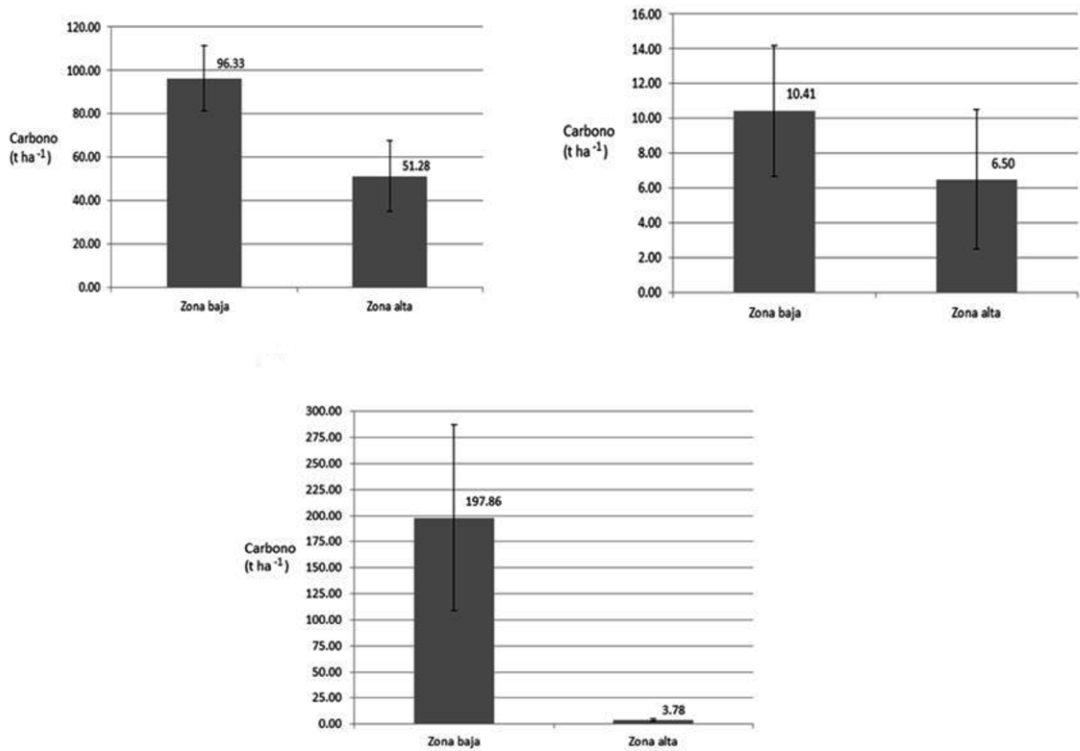 120.00
100.00
80.00
60.00
40.00
20.00
0.00
Carbono
(t ha -1)
96.33
51.28
Zona baja
Zona alta
16.00
14.00
12.00
10.00
8.00
6.00
4.00
2.00
0.00
Carbono
(t ha -1)
10.41
6.50
Zona baja
Zona alta
300.00
275.00
250.00
225.00
200.00
175.00
150.00
125.00
100.00
75.00
50.00
25.00
0.00
Carbono
(t ha -1)
197.86
3.78
Zona baja
Zona alta